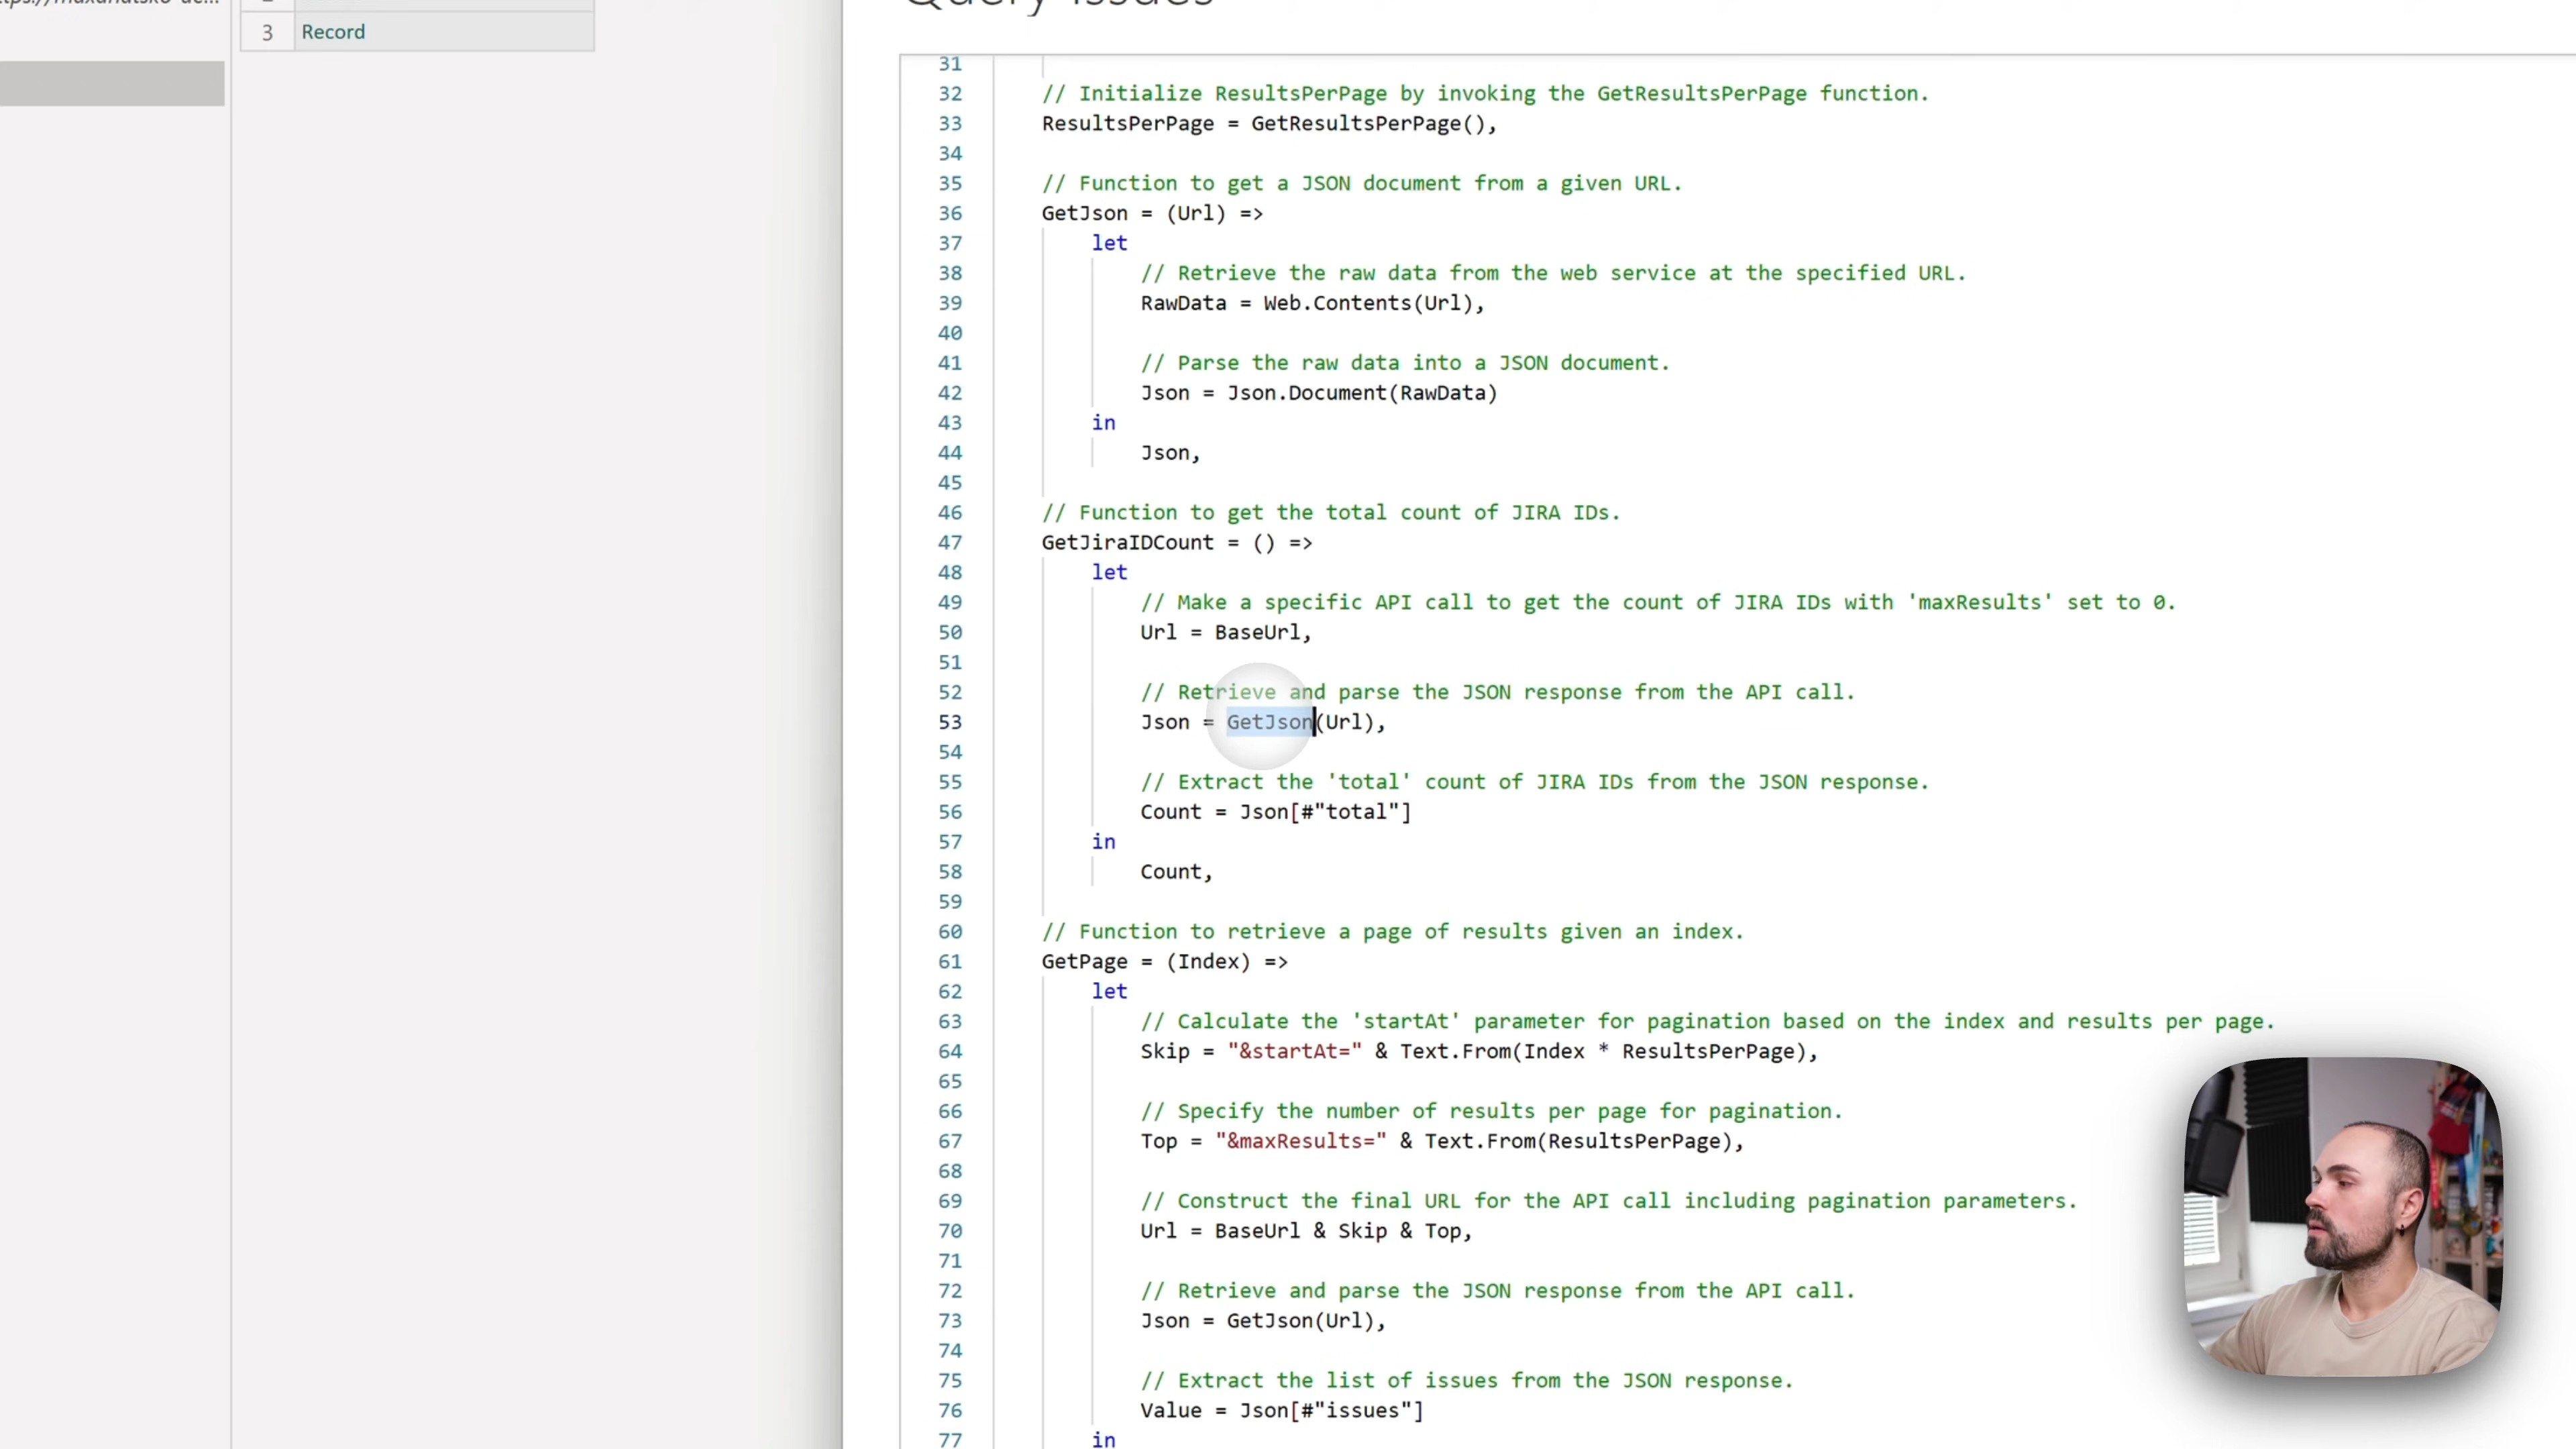 3 Record
Query Issues
31
32 // Initialize ResultsPerPage by invoking the GetResultsPerPage function.
33 ResultsPerPage = GetResultsPerPage(),
34
35 // Function to get a JSON document from a given URL.
36 GetJson = (Url) =>
37 let
38 // Retrieve the raw data from the web service at the specified URL.
39 RawData = Web.Contents(Url),
40
41 // Parse the raw data into a JSON document.
42 Json = Json.Document(RawData)
43 in
44 Json,
45
46 // Function to get the total count of JIRA IDs.
47 GetJiraIDCount = () =>
48 let
49 // Make a specific API call to get the count of JIRA IDs with 'maxResults' set to 0.
50 Url = BaseUrl,
51
52 // Retrieve and parse the JSON response from the API call.
53 Json = GetJson(Url),
54
55 // Extract the 'total' count of JIRA IDs from the JSON response.
56 Count = Json[#"total"]
57 in
58 Count,
59
60 // Function to retrieve a page of results given an index.
61 GetPage = (Index) =>
62 let
63 // Calculate the 'startAt' parameter for pagination based on the index and results per page.
64 Skip = "&startAt=" & Text.From(Index * ResultsPerPage),
65
66 // Specify the number of results per page for pagination.
67 Top = "&maxResults=" & Text.From(ResultsPerPage),
68
69 // Construct the final URL for the API call including pagination parameters.
70 Url = BaseUrl & Skip & Top,
71
72 // Retrieve and parse the JSON response from the API call.
73 Json = GetJson(Url),
74
75 // Extract the list of issues from the JSON response.
76 Value = Json[#"issues"]
77 in